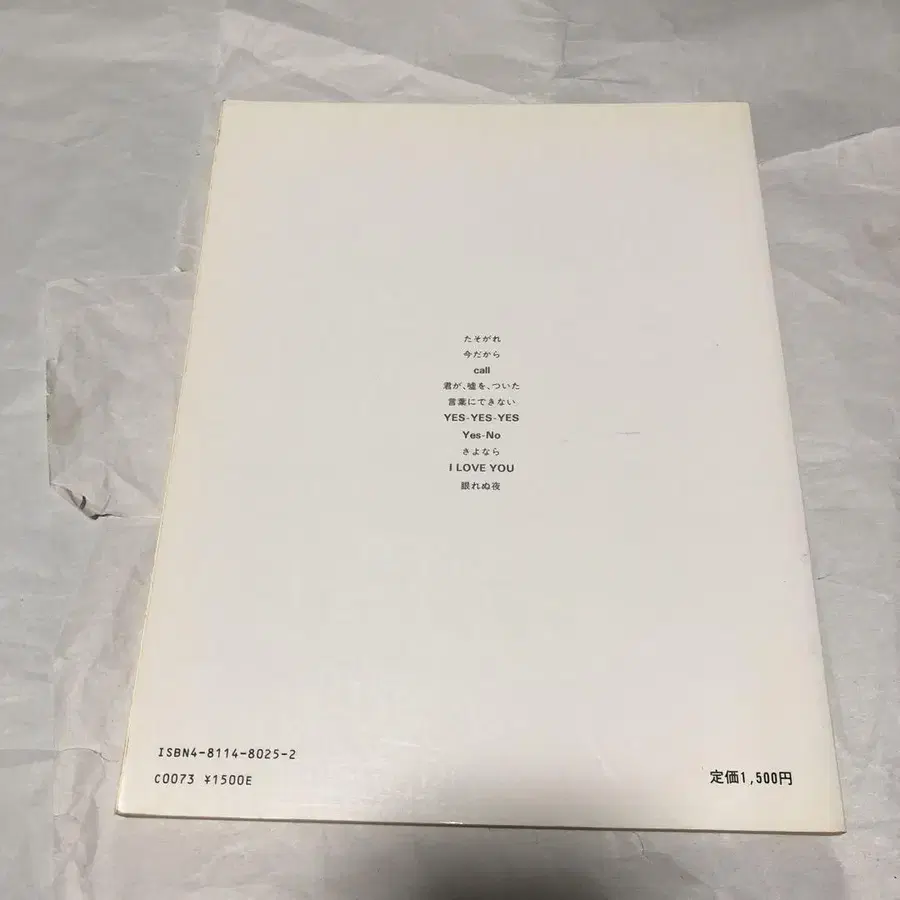 たそがれ
今だから
call
君が、嘘を、ついた
言葉にできない
YES-YES-YES
Yes-No
さよなら
I LOVE YOU
眠れぬ夜
ISBN4-8114-8025-2
C0073 ¥1500E
定価1,500円